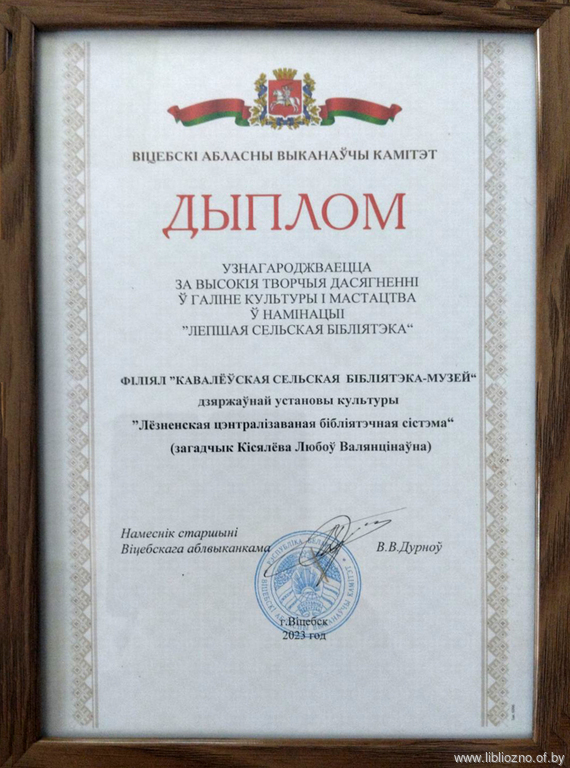 ВІЦЕБСКІ АБЛАСНЫ ВЫКАНАЎЧЫ КАМІТЭТ
ДЫПЛОМ
УЗНАГАРОДЖВАЕЦЦА
ЗА ВЫСОКІЯ ТВОРЧЫЯ ДАСЯГНЕННІ
Ў ГАЛІНЕ КУЛЬТУРЫ І МАСТАЦТВА
Ў НАМІНАЦЫІ
"ЛЕПШАЯ СЕЛЬСКАЯ БІБЛІЯТЭКА“
ФІЛІЯЛ "КАВАЛЁЎСКАЯ СЕЛЬСКАЯ БІБЛІЯТЭКА-МУЗЕЙ“
дзяржаўнай установы культуры
"Лёзненская цэнтралізаваная бібліятэчная сістэма“
(загадчык Кісялёва Любоў Валянцінаўна)
Намеснік старшыні
Віцебскага аблвыканкама
В.В.Дурноў
г.Віцебск
2023 год
www.libliozno.of.by